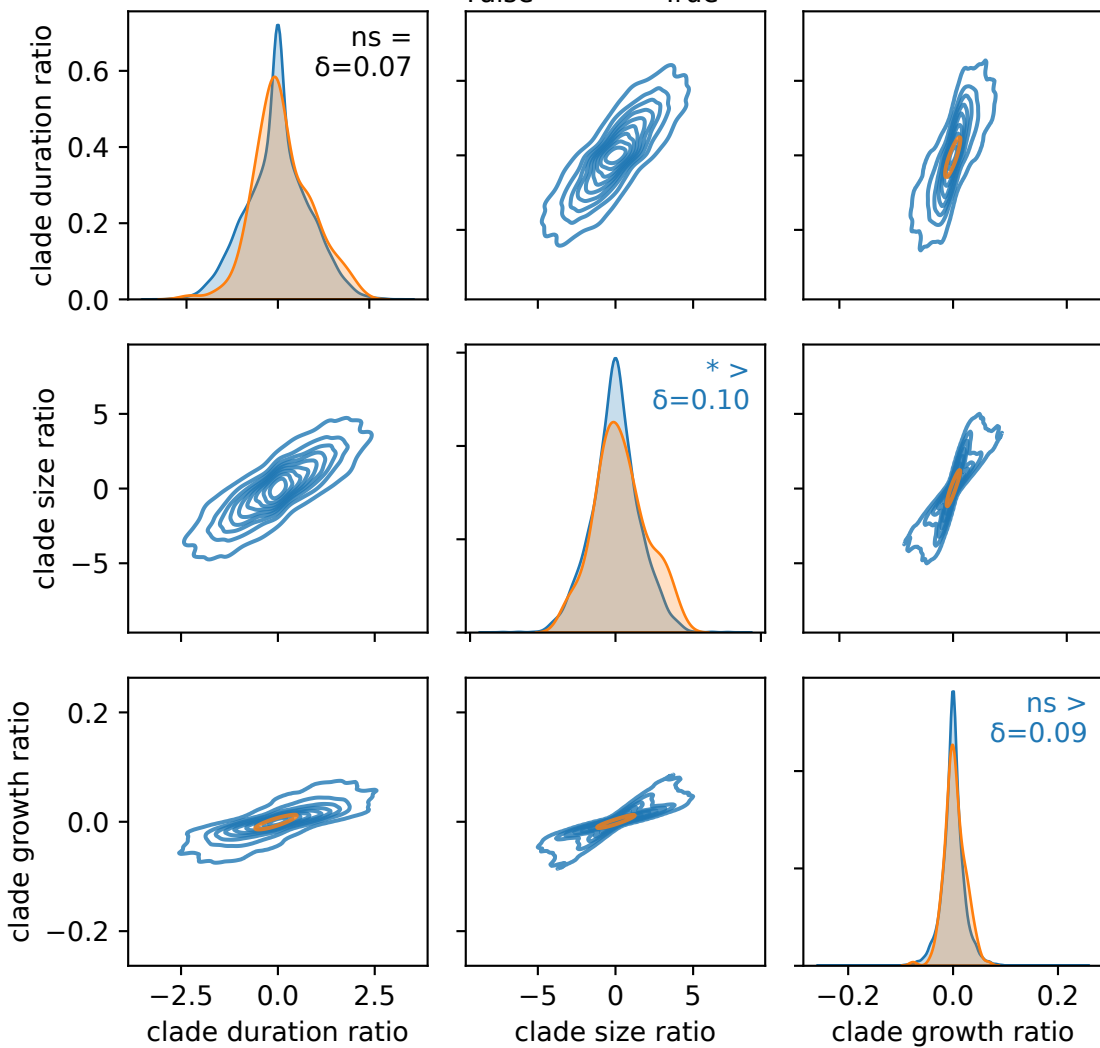 ns =
δ=0.07
clade duration ratio
0.6
0.4
0.2
0.0
* >
δ=0.10
clade size ratio
5
0
−5
ns >
δ=0.09
clade growth ratio
0.2
0.0
−0.2
−2.5 0.0 2.5 −5 0 5 −0.2 0.0 0.2
clade duration ratio clade size ratio clade growth ratio